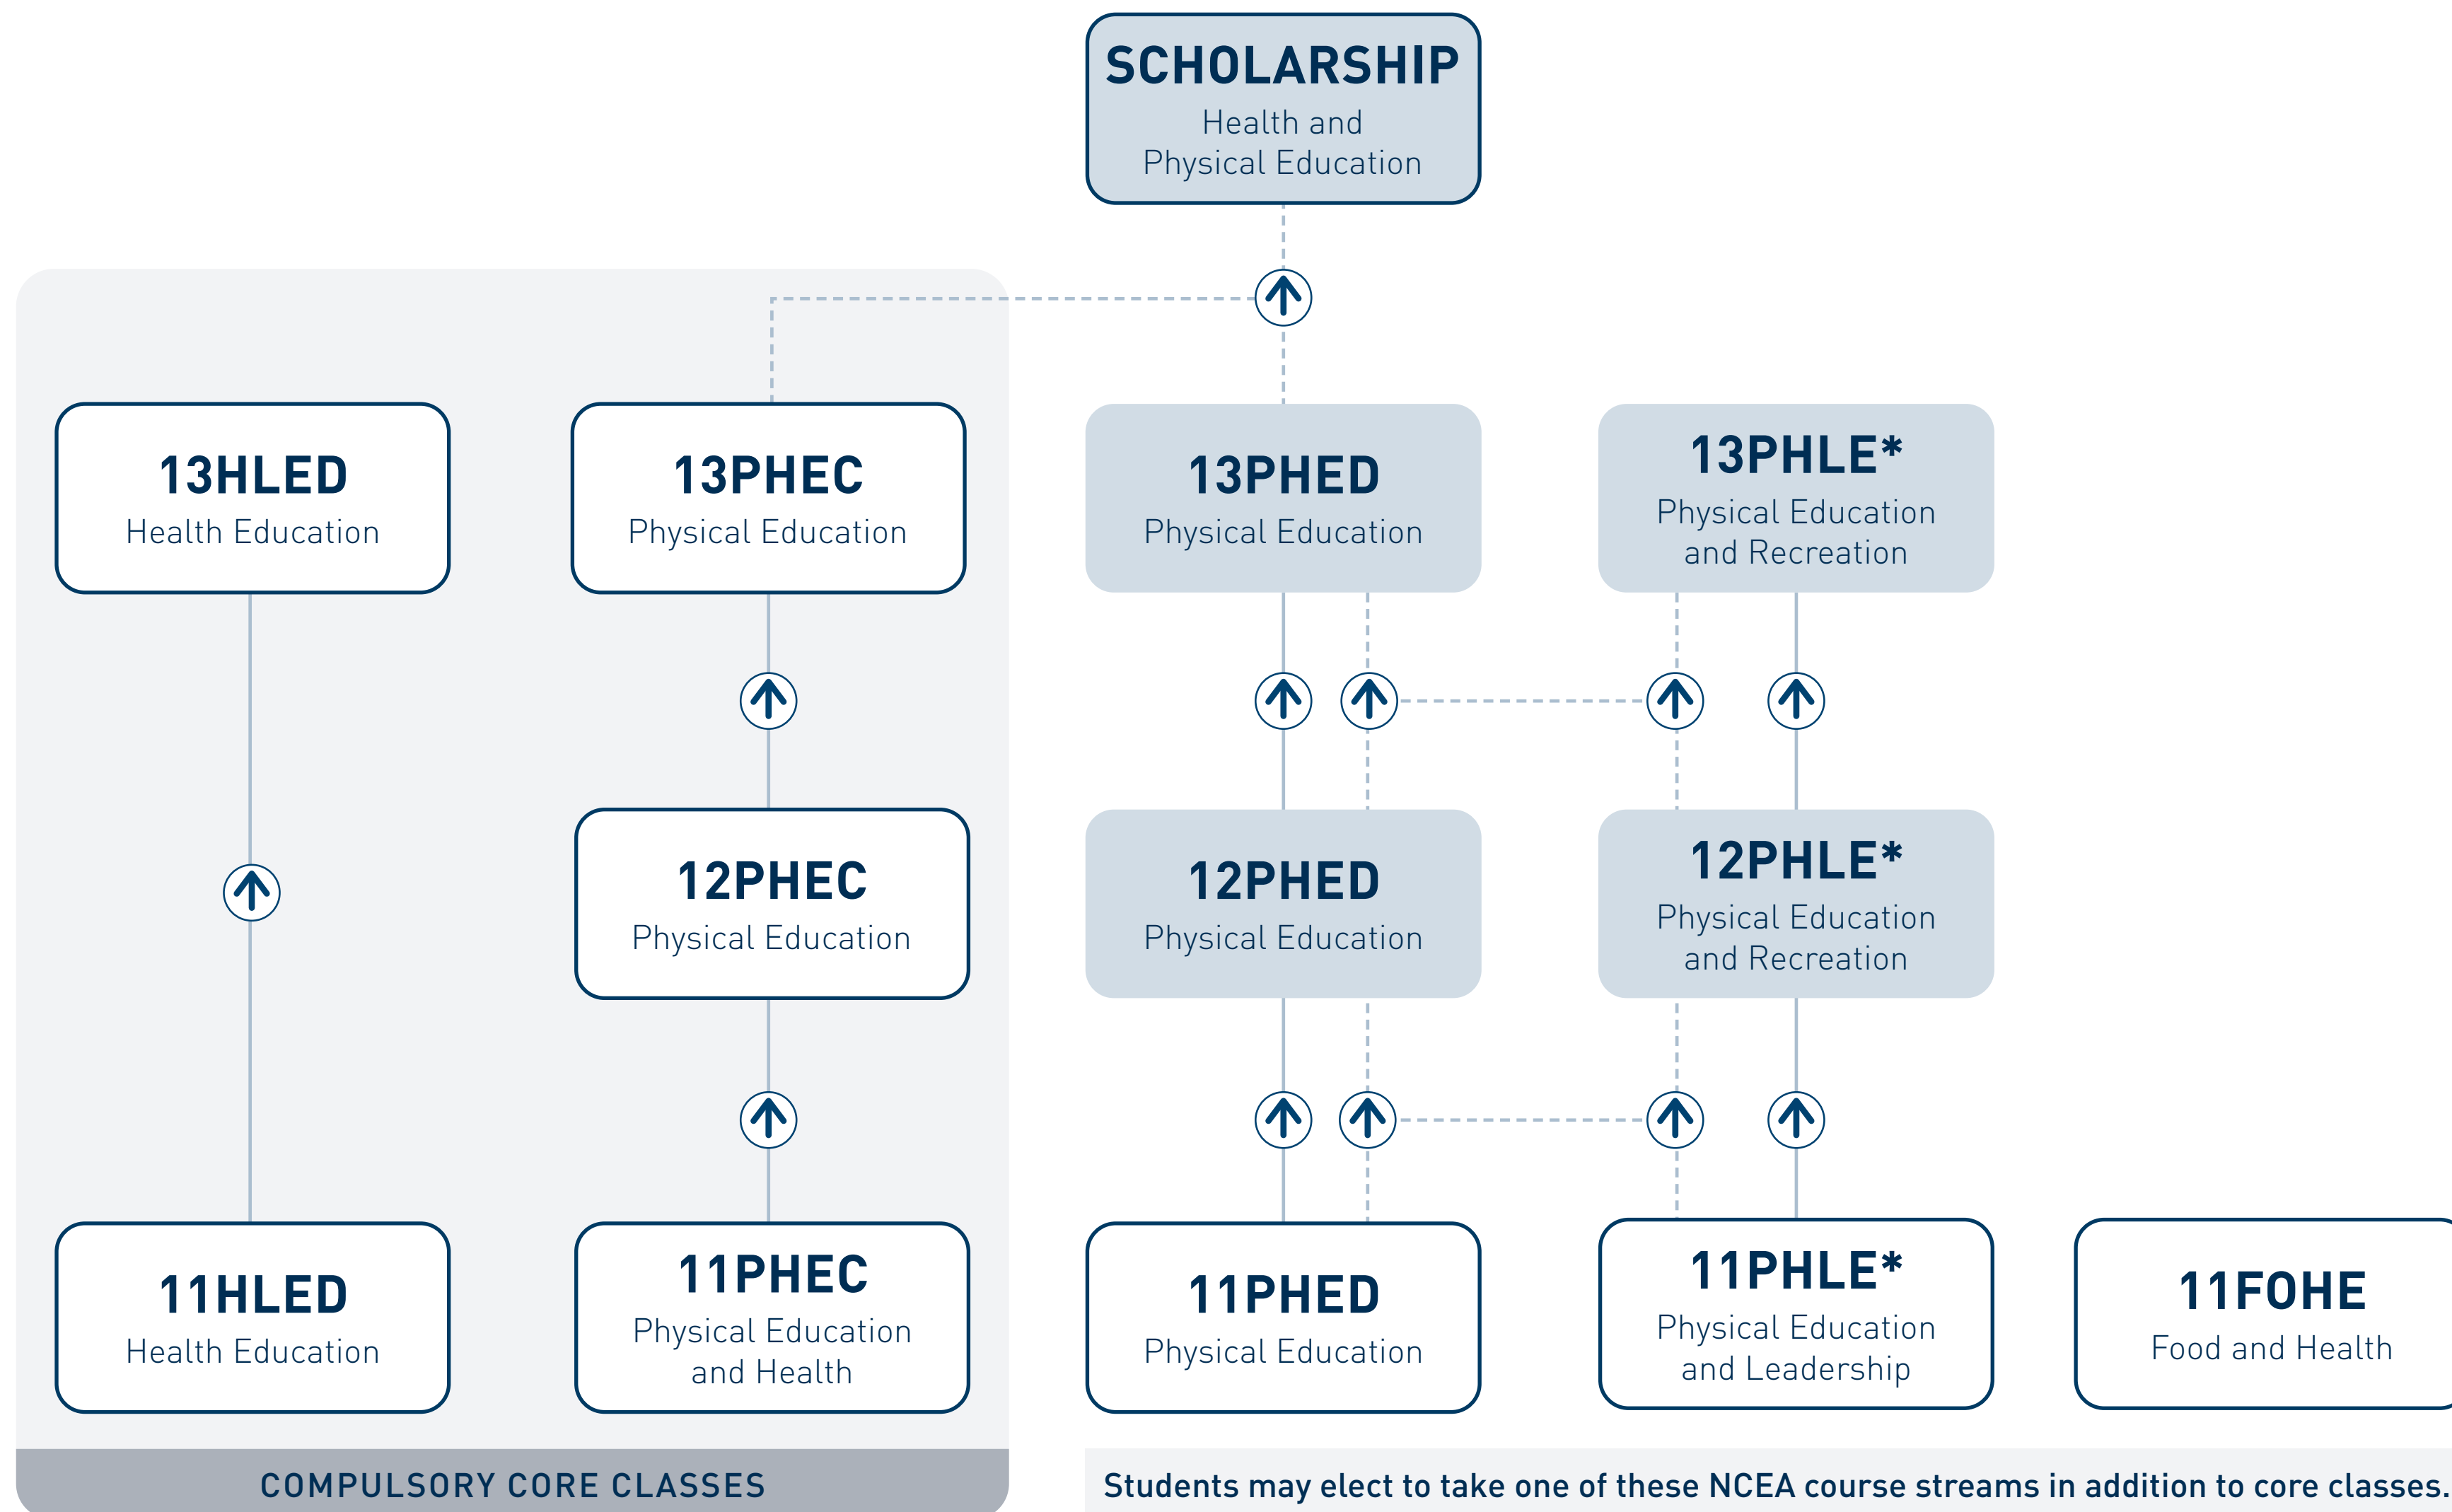 SCHOLARSHIP
Health and
Physical Education
13HLED
Health Education
13PHEC
Physical Education
13PHED
Physical Education
13PHLE*
Physical Education
and Recreation
12PHEC
Physical Education
12PHED
Physical Education
12PHLE*
Physical Education
and Recreation
11HLED
Health Education
11PHEC
Physical Education
and Health
11PHED
Physical Education
11PHLE*
Physical Education
and Leadership
11FOHE
Food and Health
COMPULSORY CORE CLASSES
Students may elect to take one of these NCEA course streams in addition to core classes.